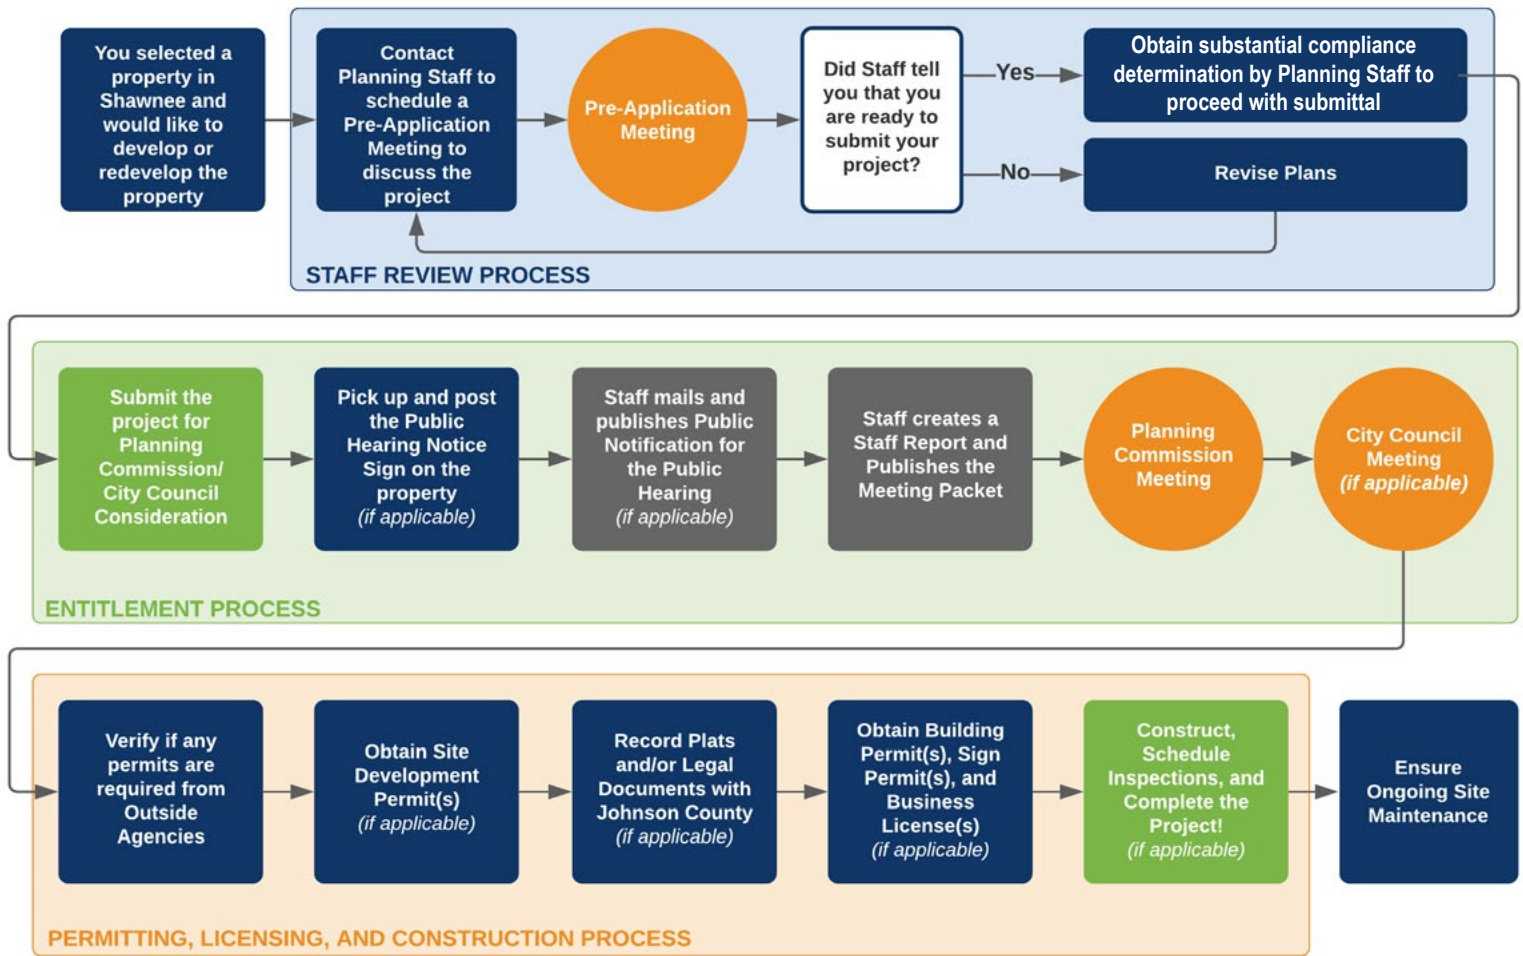 You selected a
property in
Shawnee and
would like to
develop or
redevelop the
property
Contact
Planning Staff to
schedule a
Pre-Application
Meeting to
discuss the
project
Pre-Application
Meeting
Did Staff tell
you that you
are ready to
submit your
project?
Yes
Obtain substantial compliance
determination by Planning Staff to
proceed with submittal
No
Revise Plans
STAFF REVIEW PROCESS
Submit the
project for
Planning
Commission/
City Council
Consideration
Pick up and post
the Public
Hearing Notice
Sign on the
property
(if applicable)
Staff mails and
publishes Public
Notification for
the Public
Hearing
(if applicable)
Staff creates a
Staff Report and
Publishes the
Meeting Packet
Planning
Commission
Meeting
City Council
Meeting
(if applicable)
ENTITLEMENT PROCESS
Verify if any
permits are
required from
Outside
Agencies
Obtain Site
Development
Permit(s)
(if applicable)
Record Plats
and/or Legal
Documents with
Johnson County
(if applicable)
Obtain Building
Permit(s), Sign
Permit(s), and
Business
License(s)
(if applicable)
Construct,
Schedule
Inspections, and
Complete the
Project!
(if applicable)
Ensure
Ongoing Site
Maintenance
PERMITTING, LICENSING, AND CONSTRUCTION PROCESS